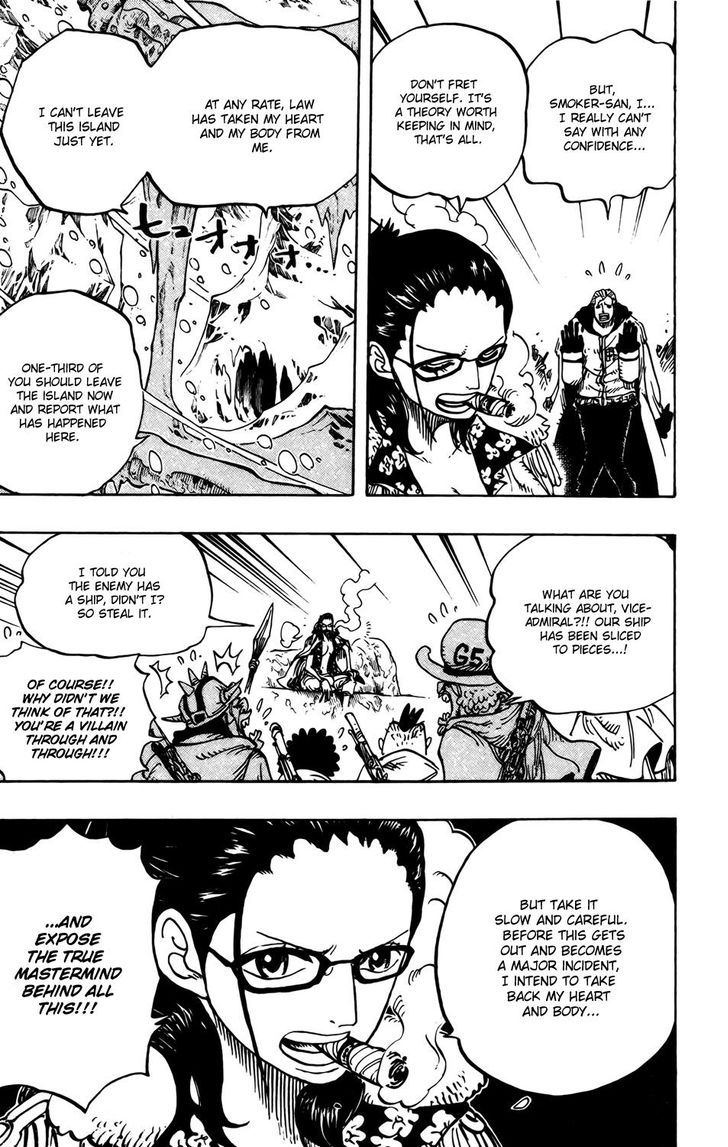 BUT,
SMOKER-SAN, I...
I REALLY CAN'T
SAY WITH ANY
CONFIDENCE...
DON'T FRET
YOURSELF. IT'S
A THEORY WORTH
KEEPING IN MIND,
THAT'S ALL.
AT ANY RATE, LAW
HAS TAKEN MY HEART
AND MY BODY FROM
ME.
I CAN'T LEAVE
THIS ISLAND
JUST YET.
ヒュオオオ...
ONE-THIRD OF
YOU SHOULD LEAVE
THE ISLAND NOW
AND REPORT WHAT
HAS HAPPENED
HERE.
WHAT ARE YOU
TALKING ABOUT, VICE-
ADMIRAL?!! OUR SHIP
HAS BEEN SLICED
TO PIECES...!
G5
I TOLD YOU
THE ENEMY HAS
A SHIP, DIDN'T I?
SO STEAL IT.
OF COURSE!!
WHY DIDN'T WE
THINK OF THAT?!!
YOU'RE A VILLAIN
THROUGH AND
THROUGH!!!
BUT TAKE IT
SLOW AND CAREFUL.
BEFORE THIS GETS
OUT AND BECOMES
A MAJOR INCIDENT,
I INTEND TO TAKE
BACK MY HEART
AND BODY...
...AND
EXPOSE
THE TRUE
MASTERMIND
BEHIND ALL
THIS!!!